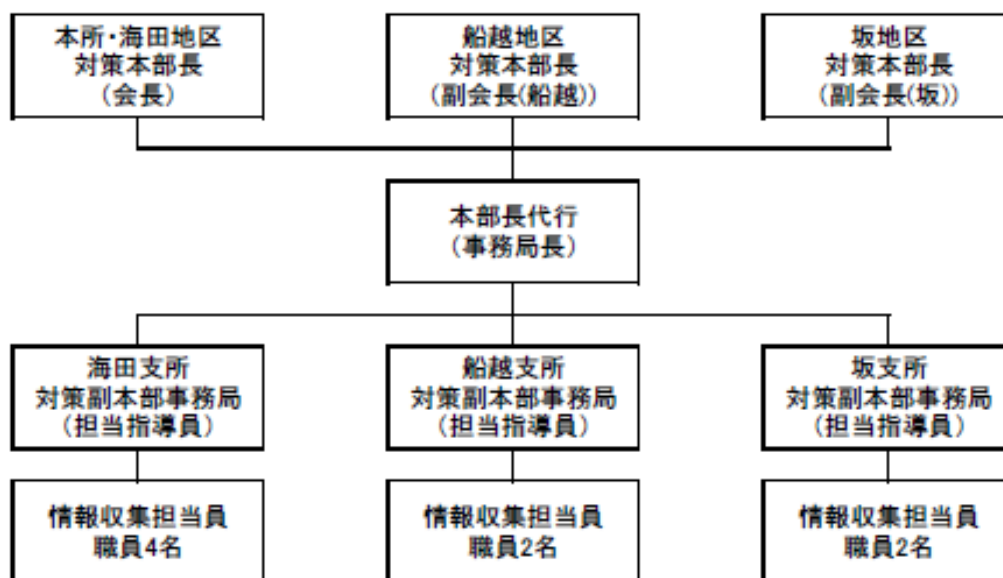 本所・海田地区
対策本部長
(会長)
船越地区
対策本部長
(副会長(船越))
坂地区
対策本部長
(副会長(坂))
本部長代行
(事務局長)
海田支所
対策副本部事務局
(担当指導員)
船越支所
対策副本部事務局
(担当指導員)
坂支所
対策副本部事務局
(担当指導員)
情報収集担当員
職員4名
情報収集担当員
職員2名
情報収集担当員
職員2名